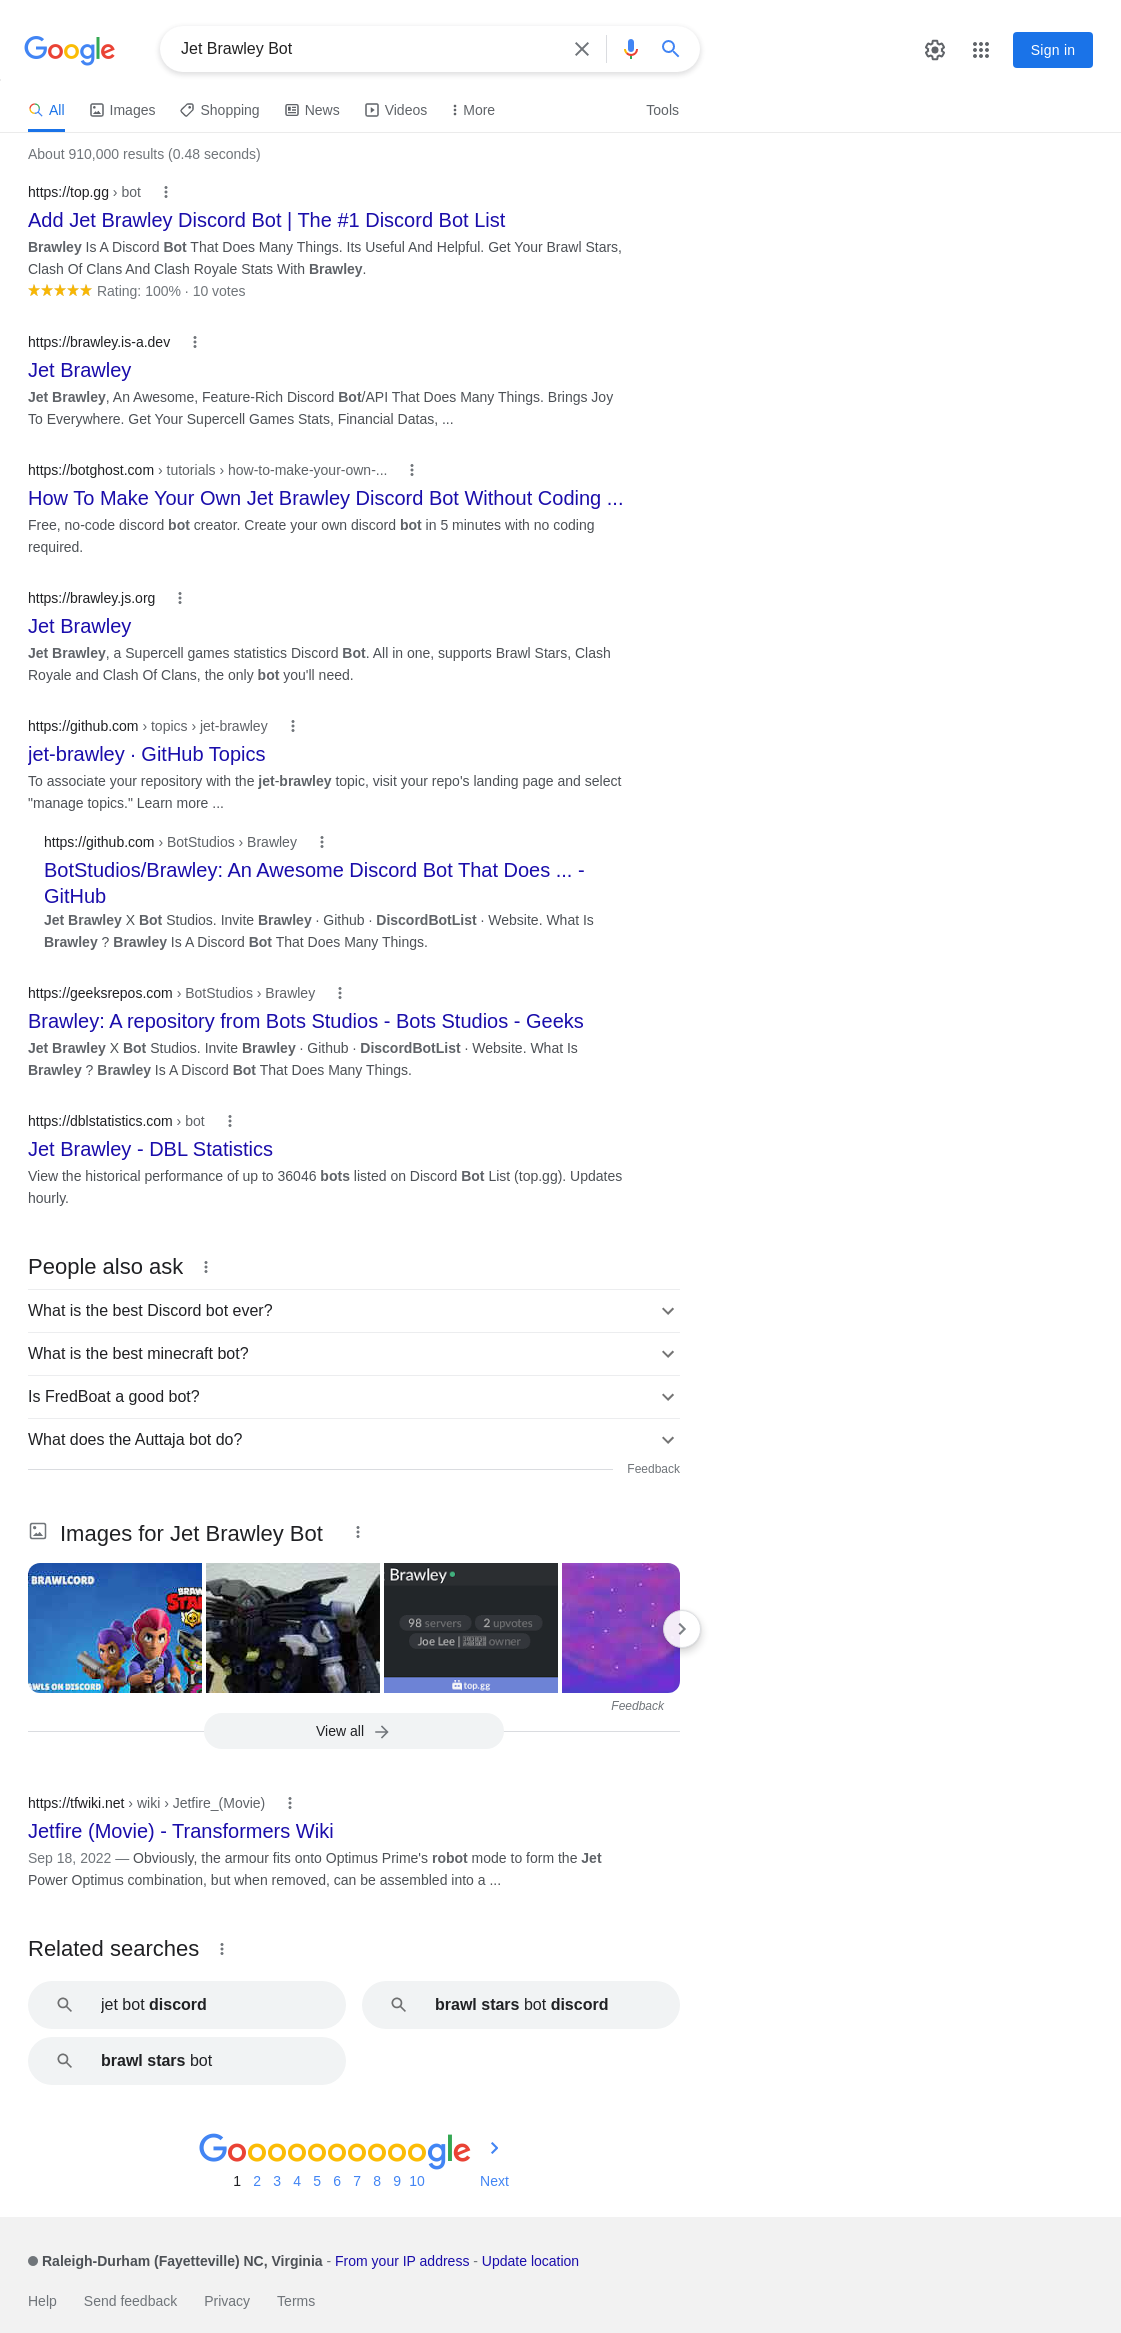 Google
Jet Brawley Bot
Sign in
All
Images
Shopping
News
Videos
More
Tools
About 910,000 results (0.48 seconds)
https://top.gg › bot
Add Jet Brawley Discord Bot | The #1 Discord Bot List
Brawley Is A Discord Bot That Does Many Things. Its Useful And Helpful. Get Your Brawl Stars,
Clash Of Clans And Clash Royale Stats With Brawley.
Rating: 100% · 10 votes
https://brawley.is-a.dev
Jet Brawley
Jet Brawley, An Awesome, Feature-Rich Discord Bot/API That Does Many Things. Brings Joy
To Everywhere. Get Your Supercell Games Stats, Financial Datas, ...
https://botghost.com › tutorials › how-to-make-your-own-...
How To Make Your Own Jet Brawley Discord Bot Without Coding ...
Free, no-code discord bot creator. Create your own discord bot in 5 minutes with no coding
required.
https://brawley.js.org
Jet Brawley
Jet Brawley, a Supercell games statistics Discord Bot. All in one, supports Brawl Stars, Clash
Royale and Clash Of Clans, the only bot you'll need.
https://github.com › topics › jet-brawley
jet-brawley · GitHub Topics
To associate your repository with the jet-brawley topic, visit your repo's landing page and select
"manage topics." Learn more ...
https://github.com › BotStudios › Brawley
BotStudios/Brawley: An Awesome Discord Bot That Does ... -
GitHub
Jet Brawley X Bot Studios. Invite Brawley · Github · DiscordBotList · Website. What Is
Brawley ? Brawley Is A Discord Bot That Does Many Things.
https://geeksrepos.com › BotStudios › Brawley
Brawley: A repository from Bots Studios - Bots Studios - Geeks
Jet Brawley X Bot Studios. Invite Brawley · Github · DiscordBotList · Website. What Is
Brawley ? Brawley Is A Discord Bot That Does Many Things.
https://dblstatistics.com › bot
Jet Brawley - DBL Statistics
View the historical performance of up to 36046 bots listed on Discord Bot List (top.gg). Updates
hourly.
People also ask
What is the best Discord bot ever?
What is the best minecraft bot?
Is FredBoat a good bot?
What does the Auttaja bot do?
Feedback
Images for Jet Brawley Bot
BRAWLCORD
BRAW
STA
AWLS ON DISCORD
Brawley
98 servers
2 upvotes
Joe Lee |
owner
top.gg
Feedback
View all
https://tfwiki.net › wiki › Jetfire_(Movie)
Jetfire (Movie) - Transformers Wiki
Sep 18, 2022 — Obviously, the armour fits onto Optimus Prime's robot mode to form the Jet
Power Optimus combination, but when removed, can be assembled into a ...
Related searches
jet bot discord
brawl stars bot discord
brawl stars bot
Goooooooooogle
1 2 3 4 5 6 7 8 9 10 Next
Raleigh-Durham (Fayetteville) NC, Virginia - From your IP address - Update location
Help
Send feedback
Privacy
Terms